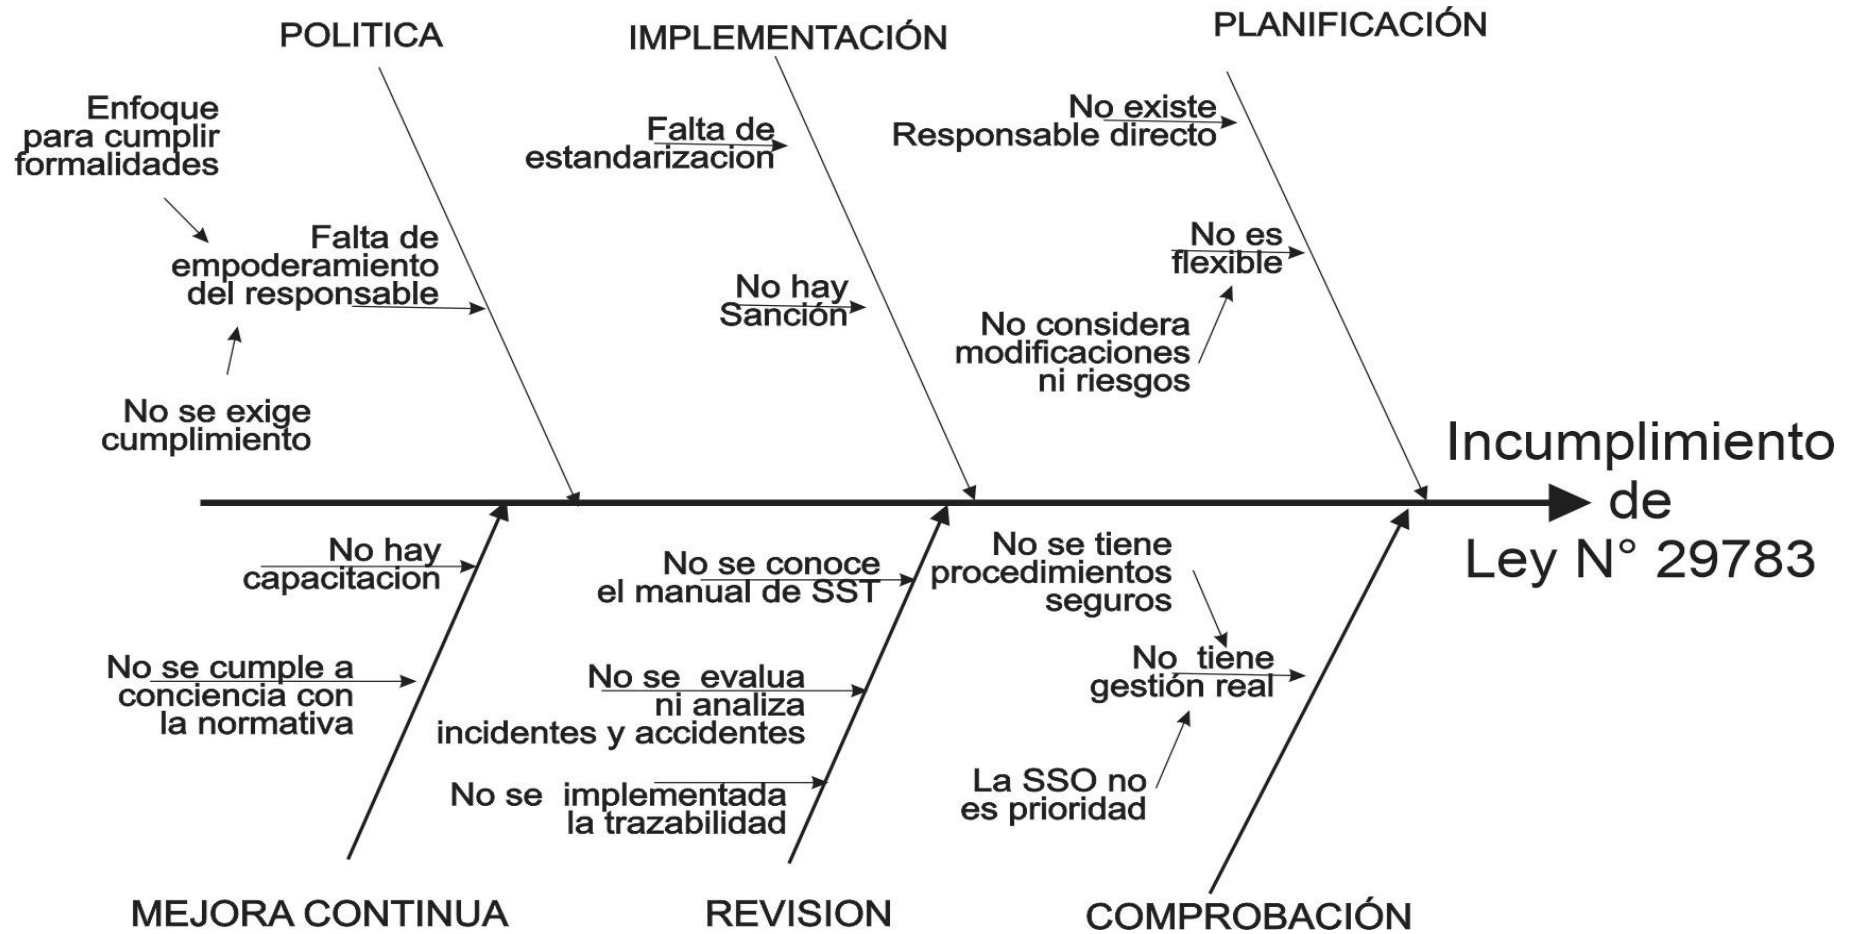 POLITICA
IMPLEMENTACIÓN
PLANIFICACIÓN
Enfoque
para cumplir
formalidades
Falta de
empoderamiento
del responsable
No se exige
cumplimiento
Falta de
estandarizacion
No hay
Sanción
No existe
Responsable directo
No es
flexible
No considera
modificaciones
ni riesgos
Incumplimiento
de
Ley N° 29783
No hay
capacitacion
No se cumple a
conciencia con
la normativa
No se conoce
el manual de SST
No se evalua
ni analiza
incidentes y accidentes
No se implementada
la trazabilidad
No se tiene
procedimientos
seguros
No tiene
gestión real
La SSO no
es prioridad
MEJORA CONTINUA
REVISION
COMPROBACIÓN